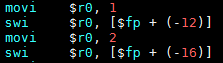 movi $r0, 1
swi $r0, [$fp + (-12)]
movi $r0, 2
swi $r0, [$fp + (-16)]